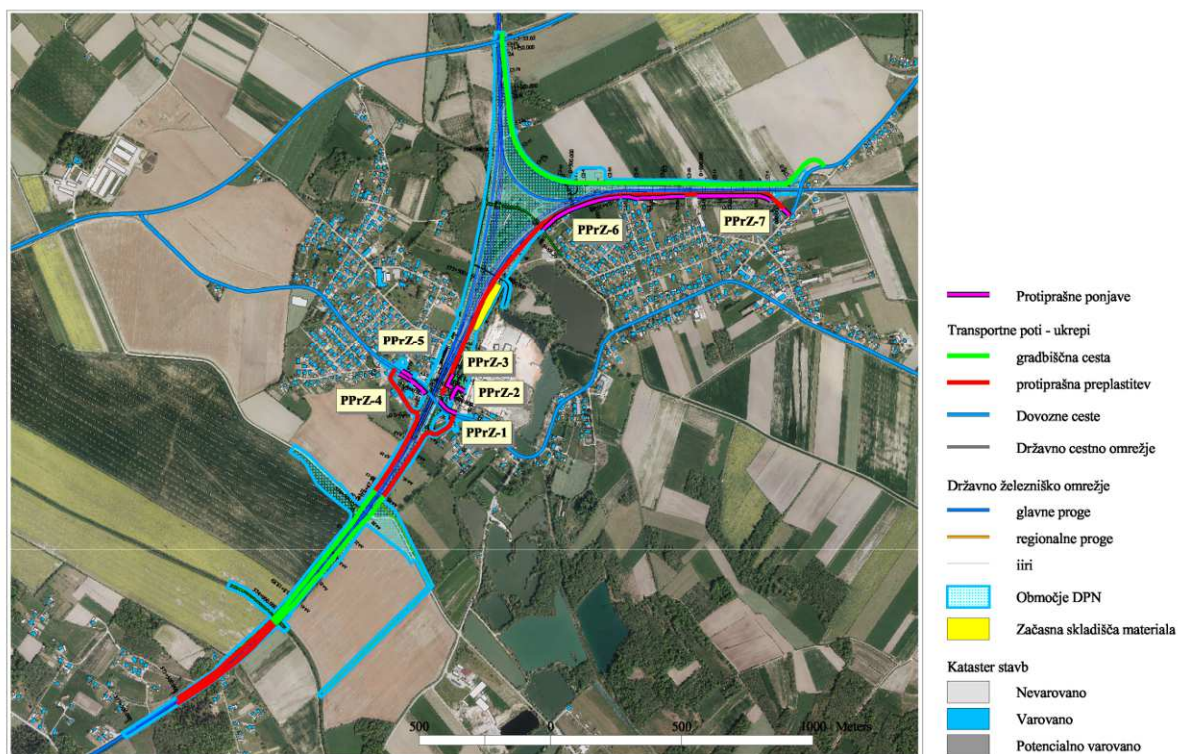 PPrZ-7
PPrZ-6
PPrZ-5
PPrZ-3
PPrZ-2
PPrZ-4
PPrZ-1
500 0 500 1000 Meters
Protiprašne ponjave
Transportne poti - ukrepi
gradbiščna cesta
protiprašna preplastitev
Dovozne ceste
Državno cestno omrežje
Državno železniško omrežje
glavne proge
regionalne proge
iiri
Območje DPN
Začasna skladišča materiala
Kataster stavb
Nevarovano
Varovano
Potencialno varovano